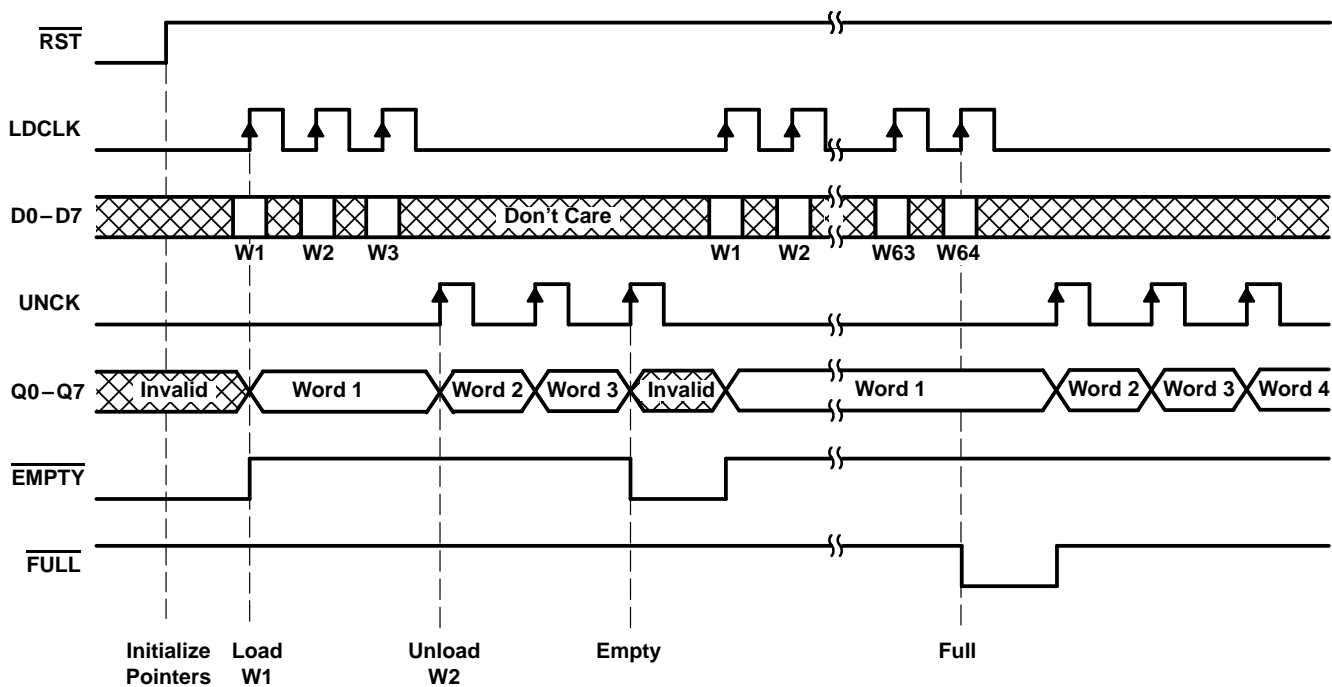 RST
LDCLK
D0–D7
Don't Care
W1 W2 W3 W1 W2 W63 W64
UNCK
Q0–Q7
Invalid Word 1 Word 2 Word 3 Invalid Word 1 Word 2 Word 3 Word 4
EMPTY
FULL
Initialize Load Unload Empty Full
Pointers W1 W2